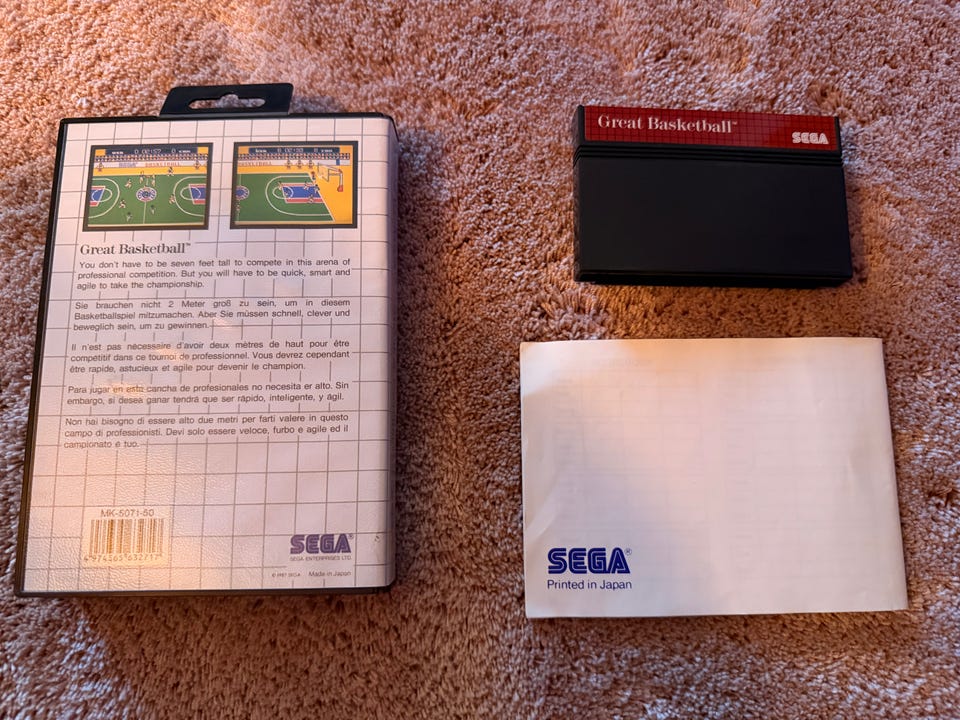 BASKETBALL
BASKETBALL
Great Basketball™
You don't have to be seven feet tall to compete in this arena of
professional competition. But you will have to be quick, smart and
agile to take the championship.
Sie brauchen nicht 2 Meter groß zu sein, um in diesem
Basketballspiel mitzumachen. Aber Sie müssen schnell, clever und
beweglich sein, um zu gewinnen.
Il n'est pas necessaire d'avoir deux mètres de haut pour être
competitif dans ce tournoi de professionnel. Vous devrez cependant
être rapide, astucieux et agile pour devenir le champion.
Para jugar en esta cancha de profesionales no necesita er alto. Sin
embargo, si desea ganar tendrá que ser rápido, inteligente, y ágil.
Non hai bisogno di essere alto due metri per farti valere in questo
campo di professionisti. Devi solo essere veloce, furbo e agile ed il
campionato è tuo.
MK-5071-50
SEGA®
SEGA ENTERPRISES LTD.
© 1987 SEGA Made in Japan
Great Basketball™
SEGA
SEGA®
Printed in Japan